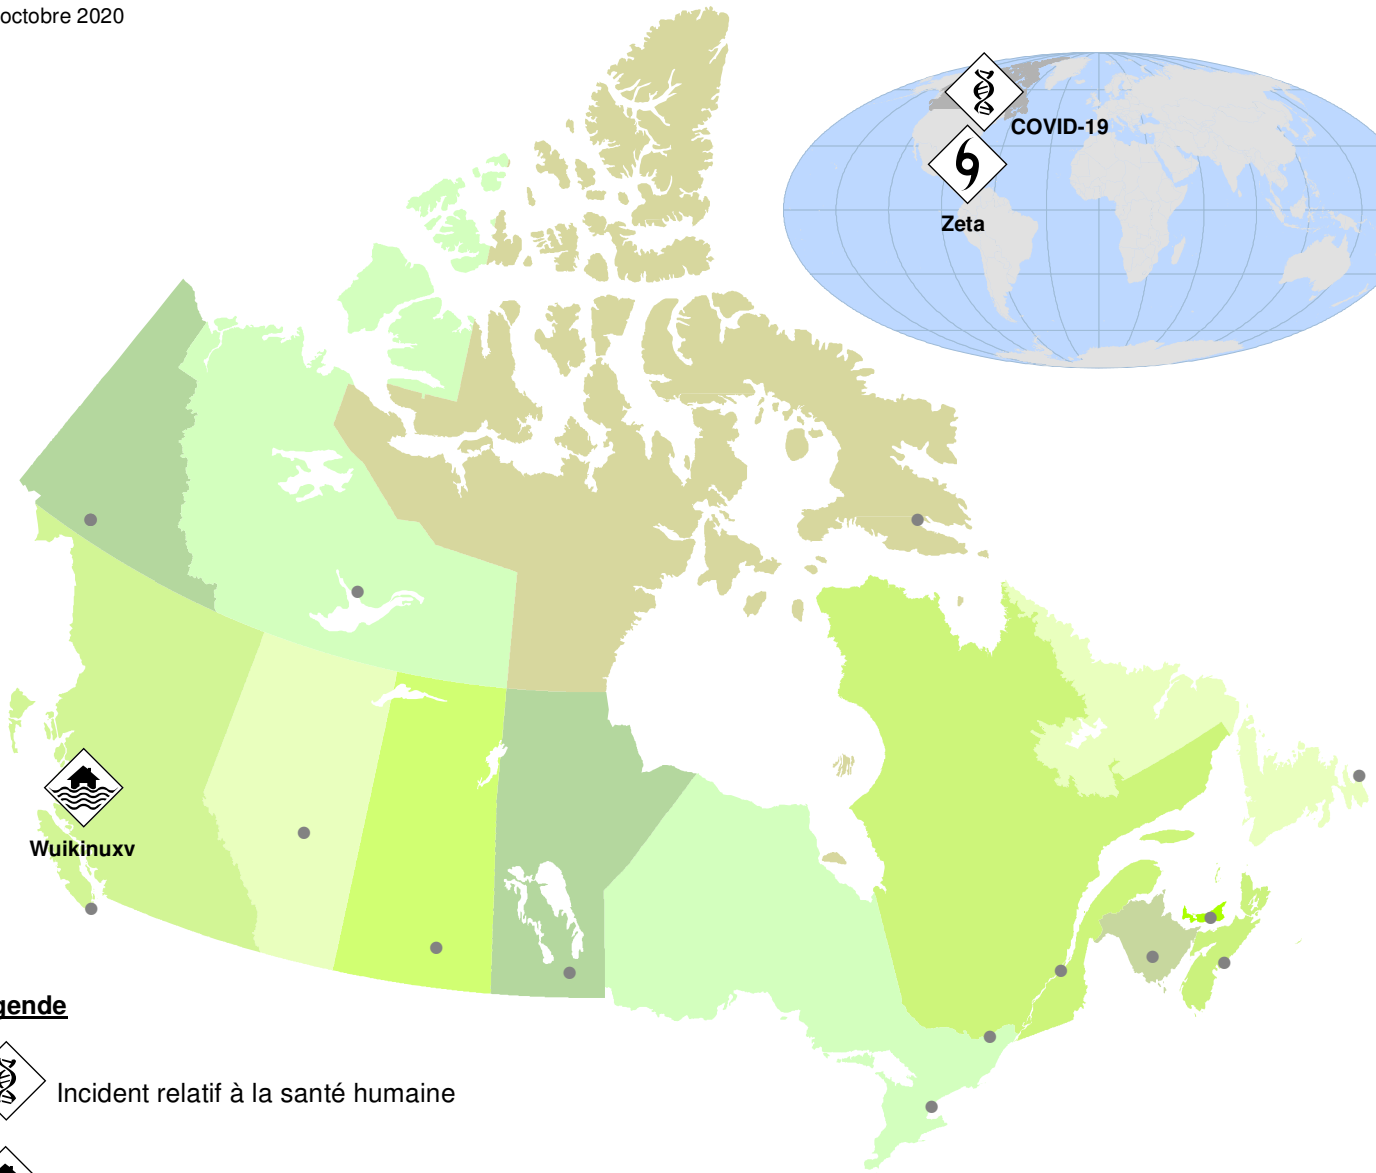 octobre 2020
COVID-19
Zeta
Wuikinuxv
gende
Incident relatif à la santé humaine